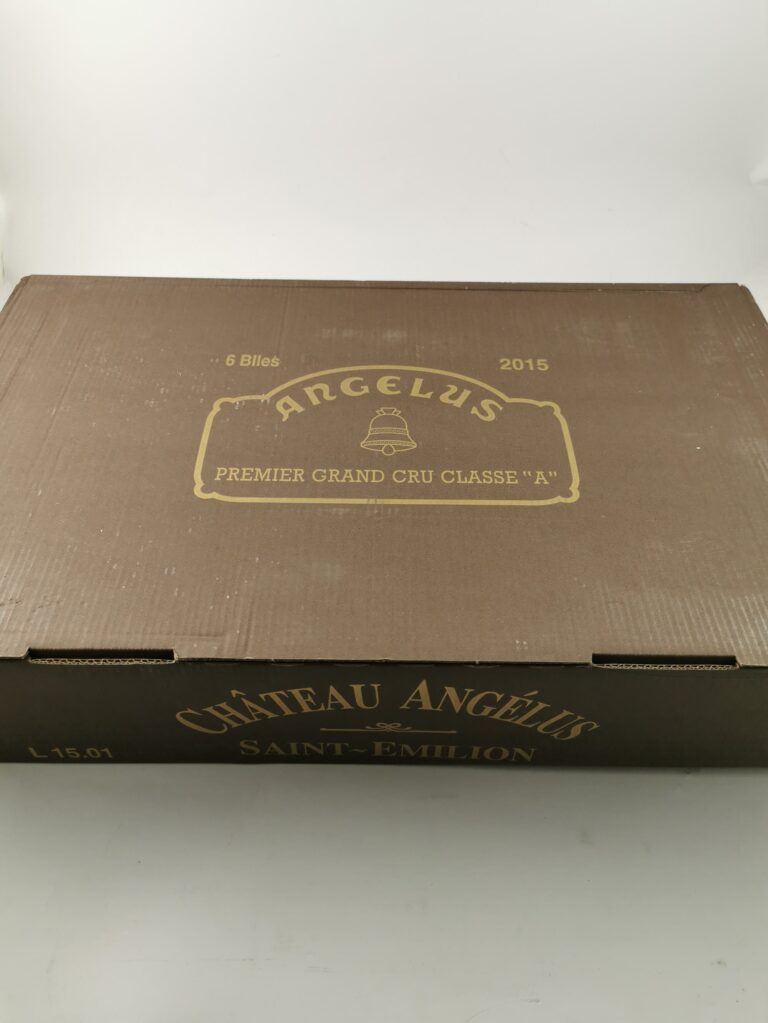 6 Blles 2015
ANGELUS
PREMIER GRAND CRU CLASSE "A"
CHÂTEAU ANGÉLUS
SAINT~EMILION
L 15.01